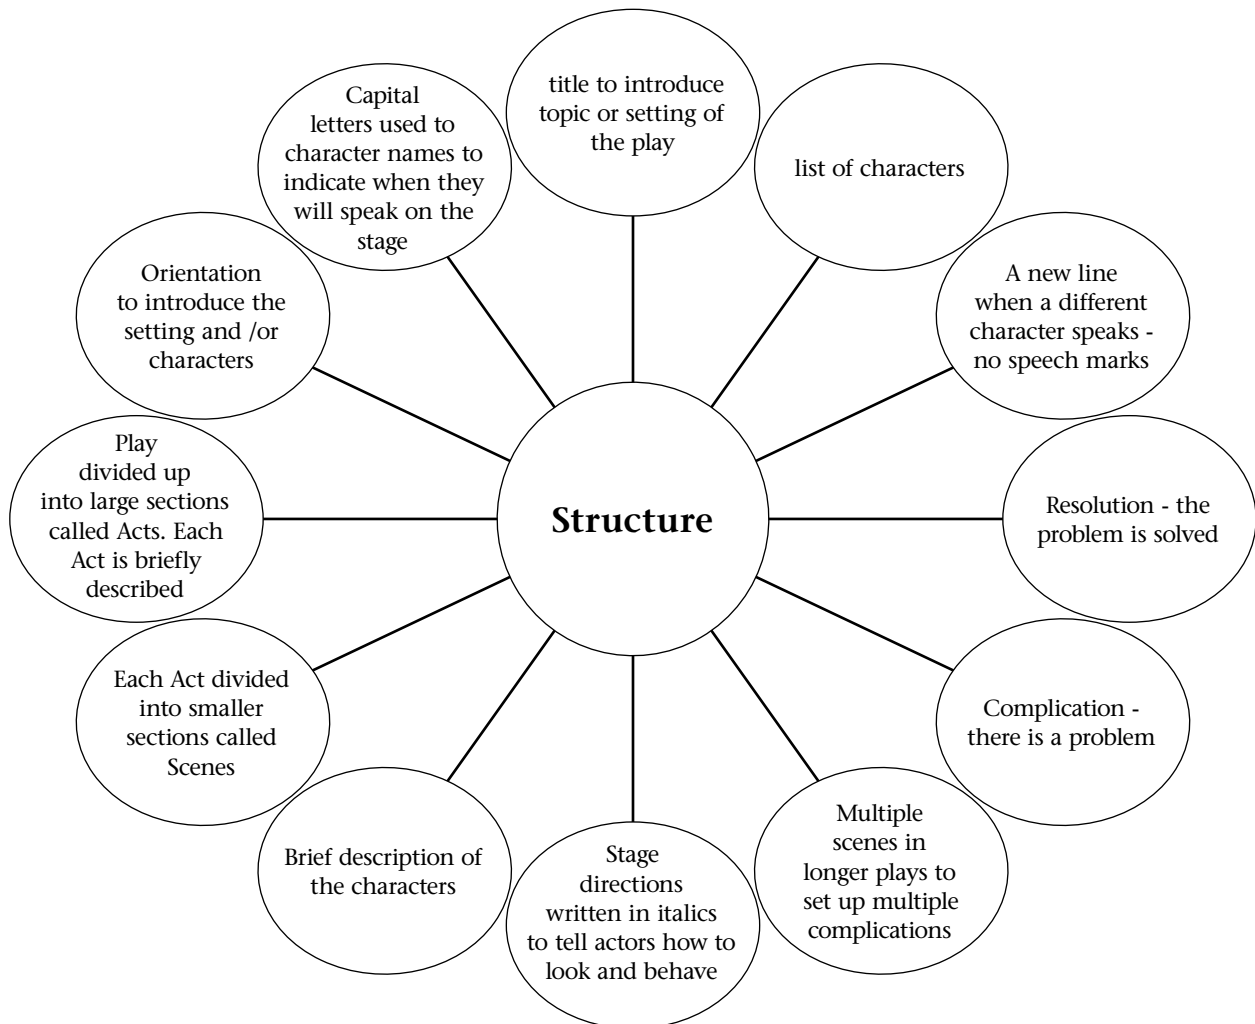 title to introduce
topic or setting of
the play
list of characters
A new line
when a different
character speaks -
no speech marks
Resolution - the
problem is solved
Complication -
there is a problem
Multiple
scenes in
longer plays to
set up multiple
complications
Stage
directions
written in italics
to tell actors how to
look and behave
Brief description of
the characters
Each Act divided
into smaller
sections called
Scenes
Play
divided up
into large sections
called Acts. Each
Act is briefly
described
Orientation
to introduce the
setting and /or
characters
Capital
letters used to
character names to
indicate when they
will speak on the
stage
Structure